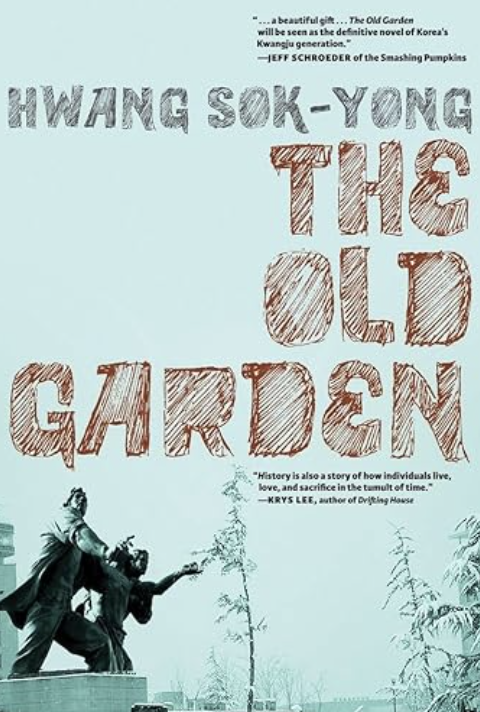 “. . . a beautiful gift . . . The Old Garden
will be seen as the definitive novel of Korea’s
Kwangju generation.”
—JEFF SCHROEDER of the Smashing Pumpkins
HWANG SOK-YONG
THE
OLD
GARDEN
“History is also a story of how individuals live,
love, and sacrifice in the tumult of time.”
—KRYS LEE, author of Drifting House